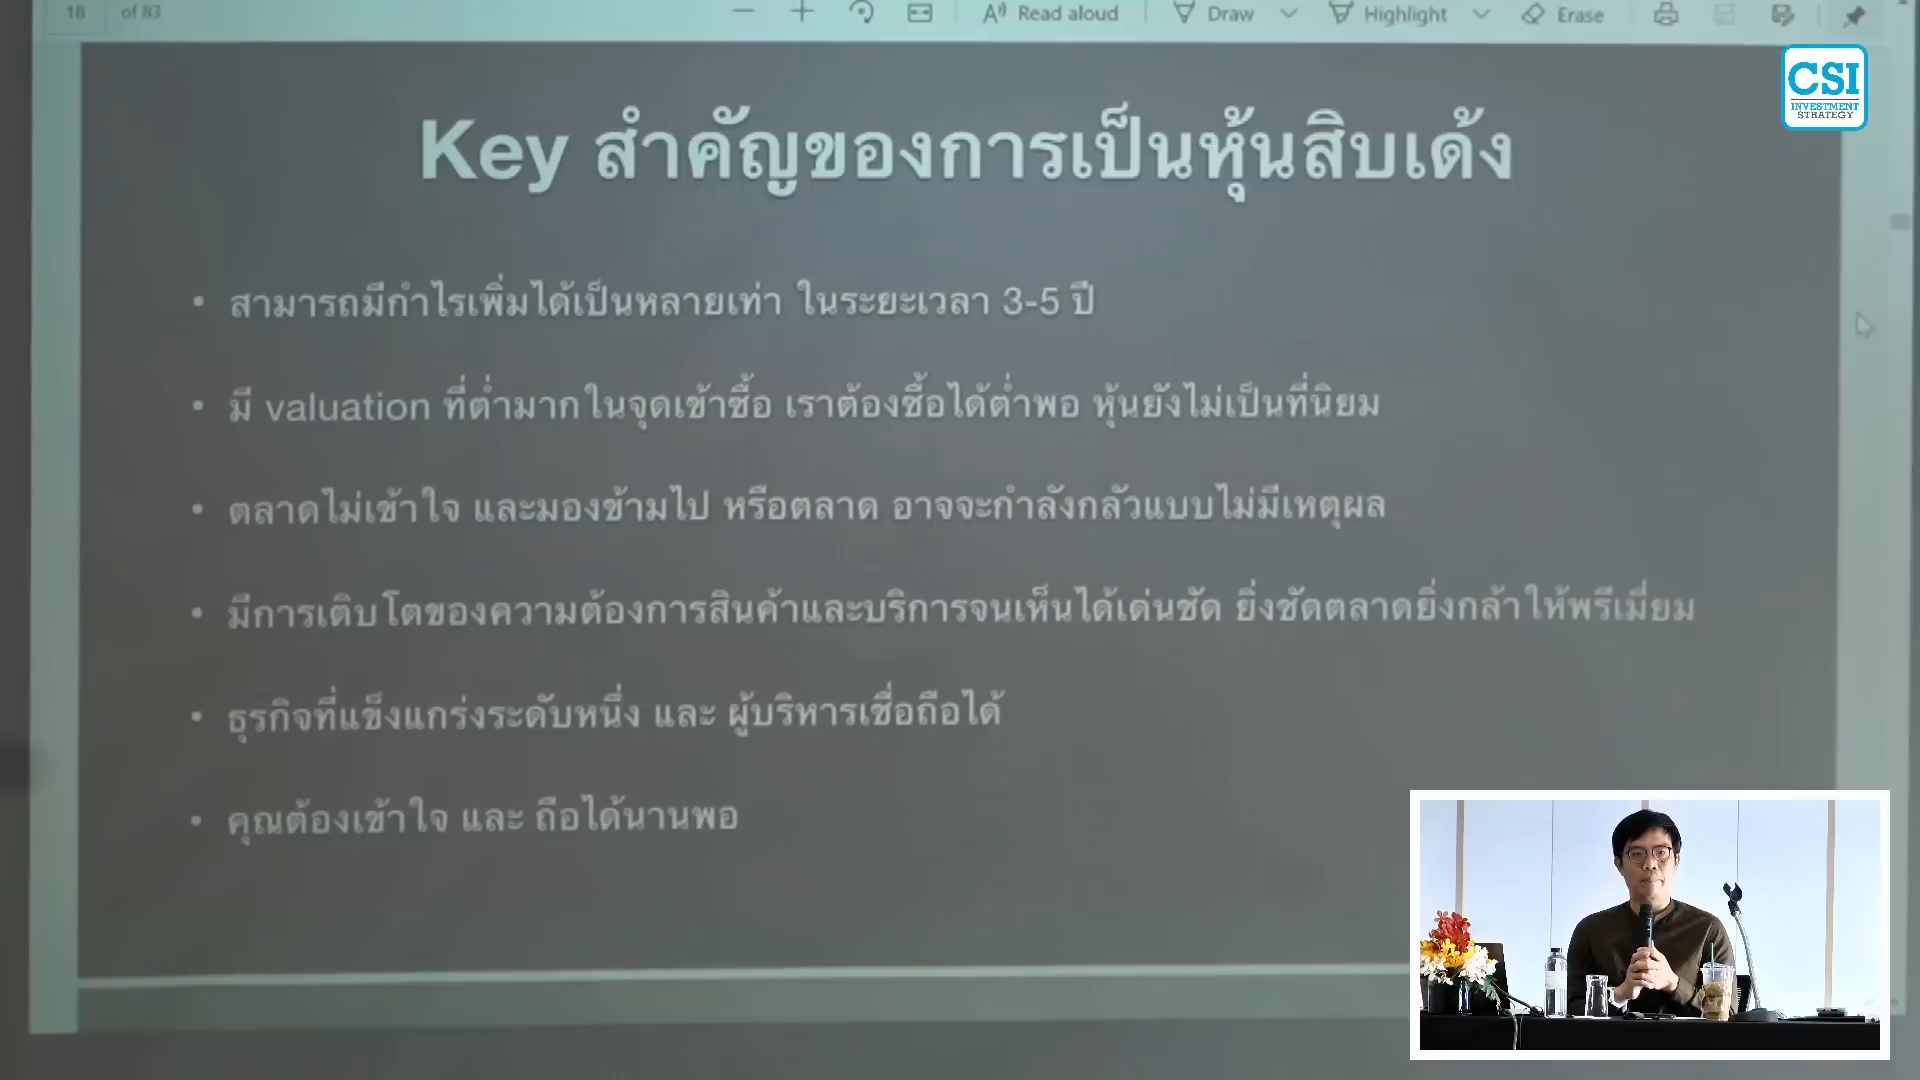 18 of 83 Read aloud Draw Highlight Erase
CSI
INVESTMENT
STRATEGY
Key สำคัญของการเป็นหุ้นสิบเด้ง
• สามารถมีกำไรเพิ่มได้เป็นหลายเท่า ในระยะเวลา 3-5 ปี
• มี valuation ที่ต่ำมากในจุดเข้าซื้อ เราต้องซื้อได้ต่ำพอ หุ้นยังไม่เป็นที่นิยม
• ตลาดไม่เข้าใจ และมองข้ามไป หรือตลาด อาจจะกำลังกลัวแบบไม่มีเหตุผล
• มีการเติบโตของความต้องการสินค้าและบริการจนเห็นได้เด่นชัด ยิ่งชัดตลาดยิ่งกล้าให้พรีเมี่ยม
• ธุรกิจที่แข็งแกร่งระดับหนึ่ง และ ผู้บริหารเชื่อถือได้
• คุณต้องเข้าใจ และ ถือได้นานพอ